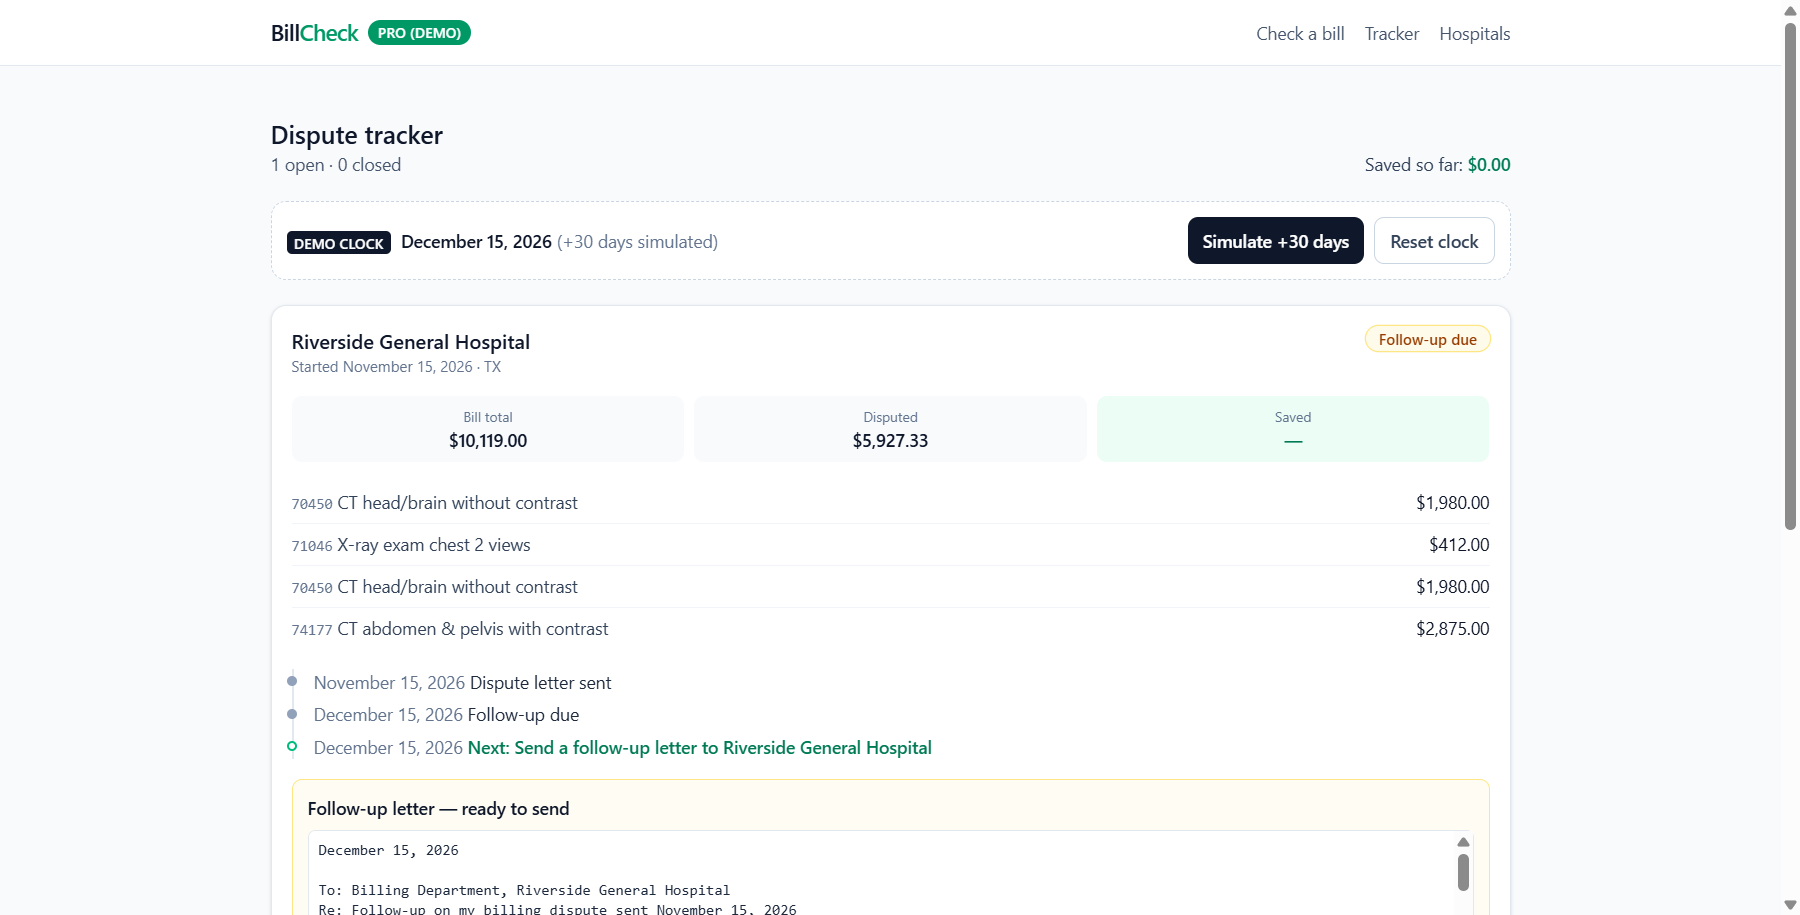 BillCheck PRO (DEMO) Check a bill Tracker Hospitals
Dispute tracker
1 open · 0 closed Saved so far: $0.00
DEMO CLOCK December 15, 2026 (+30 days simulated) Simulate +30 days Reset clock
Riverside General Hospital Follow-up due
Started November 15, 2026 · TX
Bill total Disputed Saved
$10,119.00 $5,927.33 —
70450 CT head/brain without contrast $1,980.00
71046 X-ray exam chest 2 views $412.00
70450 CT head/brain without contrast $1,980.00
74177 CT abdomen & pelvis with contrast $2,875.00
November 15, 2026 Dispute letter sent
December 15, 2026 Follow-up due
December 15, 2026 Next: Send a follow-up letter to Riverside General Hospital
Follow-up letter — ready to send
December 15, 2026
To: Billing Department, Riverside General Hospital
Re: Follow-up on my billing dispute sent November 15, 2026